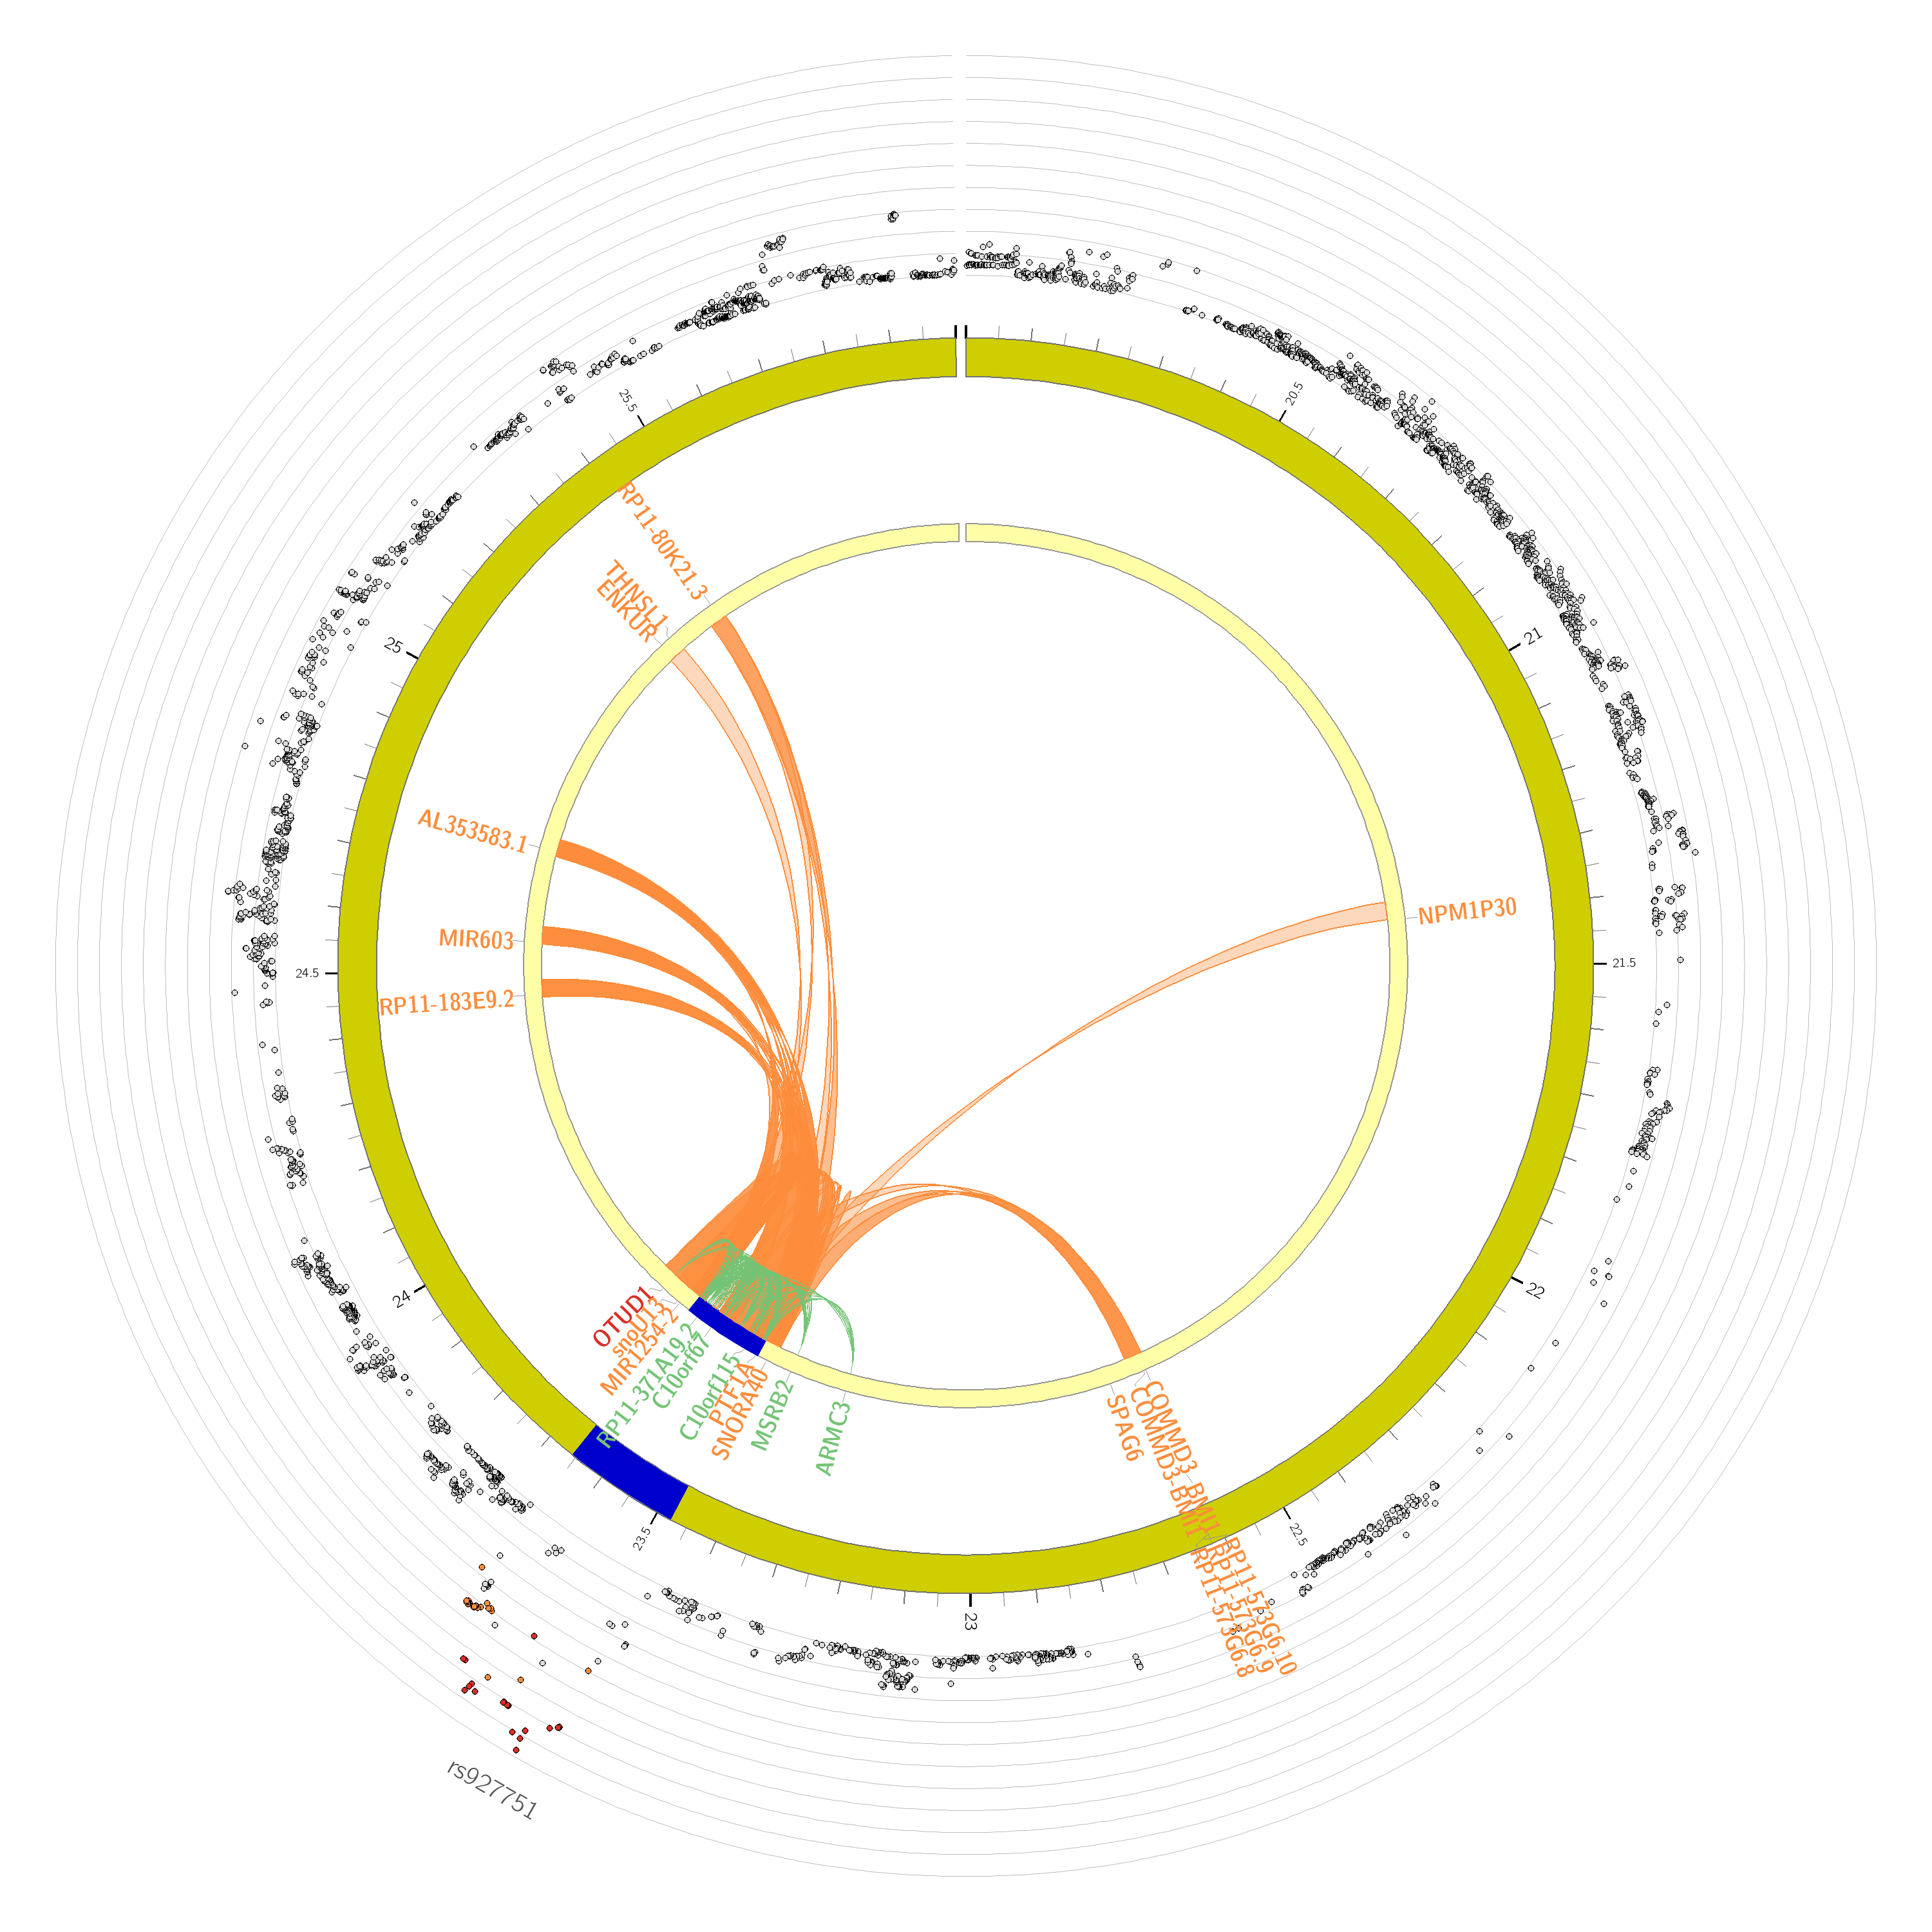 20.5
21
21.5
22
22.5
23
23.5
24
24.5
25
25.5
RP11-80K21.3
THNSL1
ENKUR
AL353583.1
MIR603
RP11-183E9.2
NPM1P30
OTUD1
snoU13
MIR1254-2
RP11-371A19.2
C10orf67
C10orf115
PTF1A
SNORA40
MSRB2
ARMC3
SPAG6
COMMD3
COMMD3-BMI1
BMI1
RP11-573G6.10
RP11-573G6.9
RP11-573G6.8
rs927751